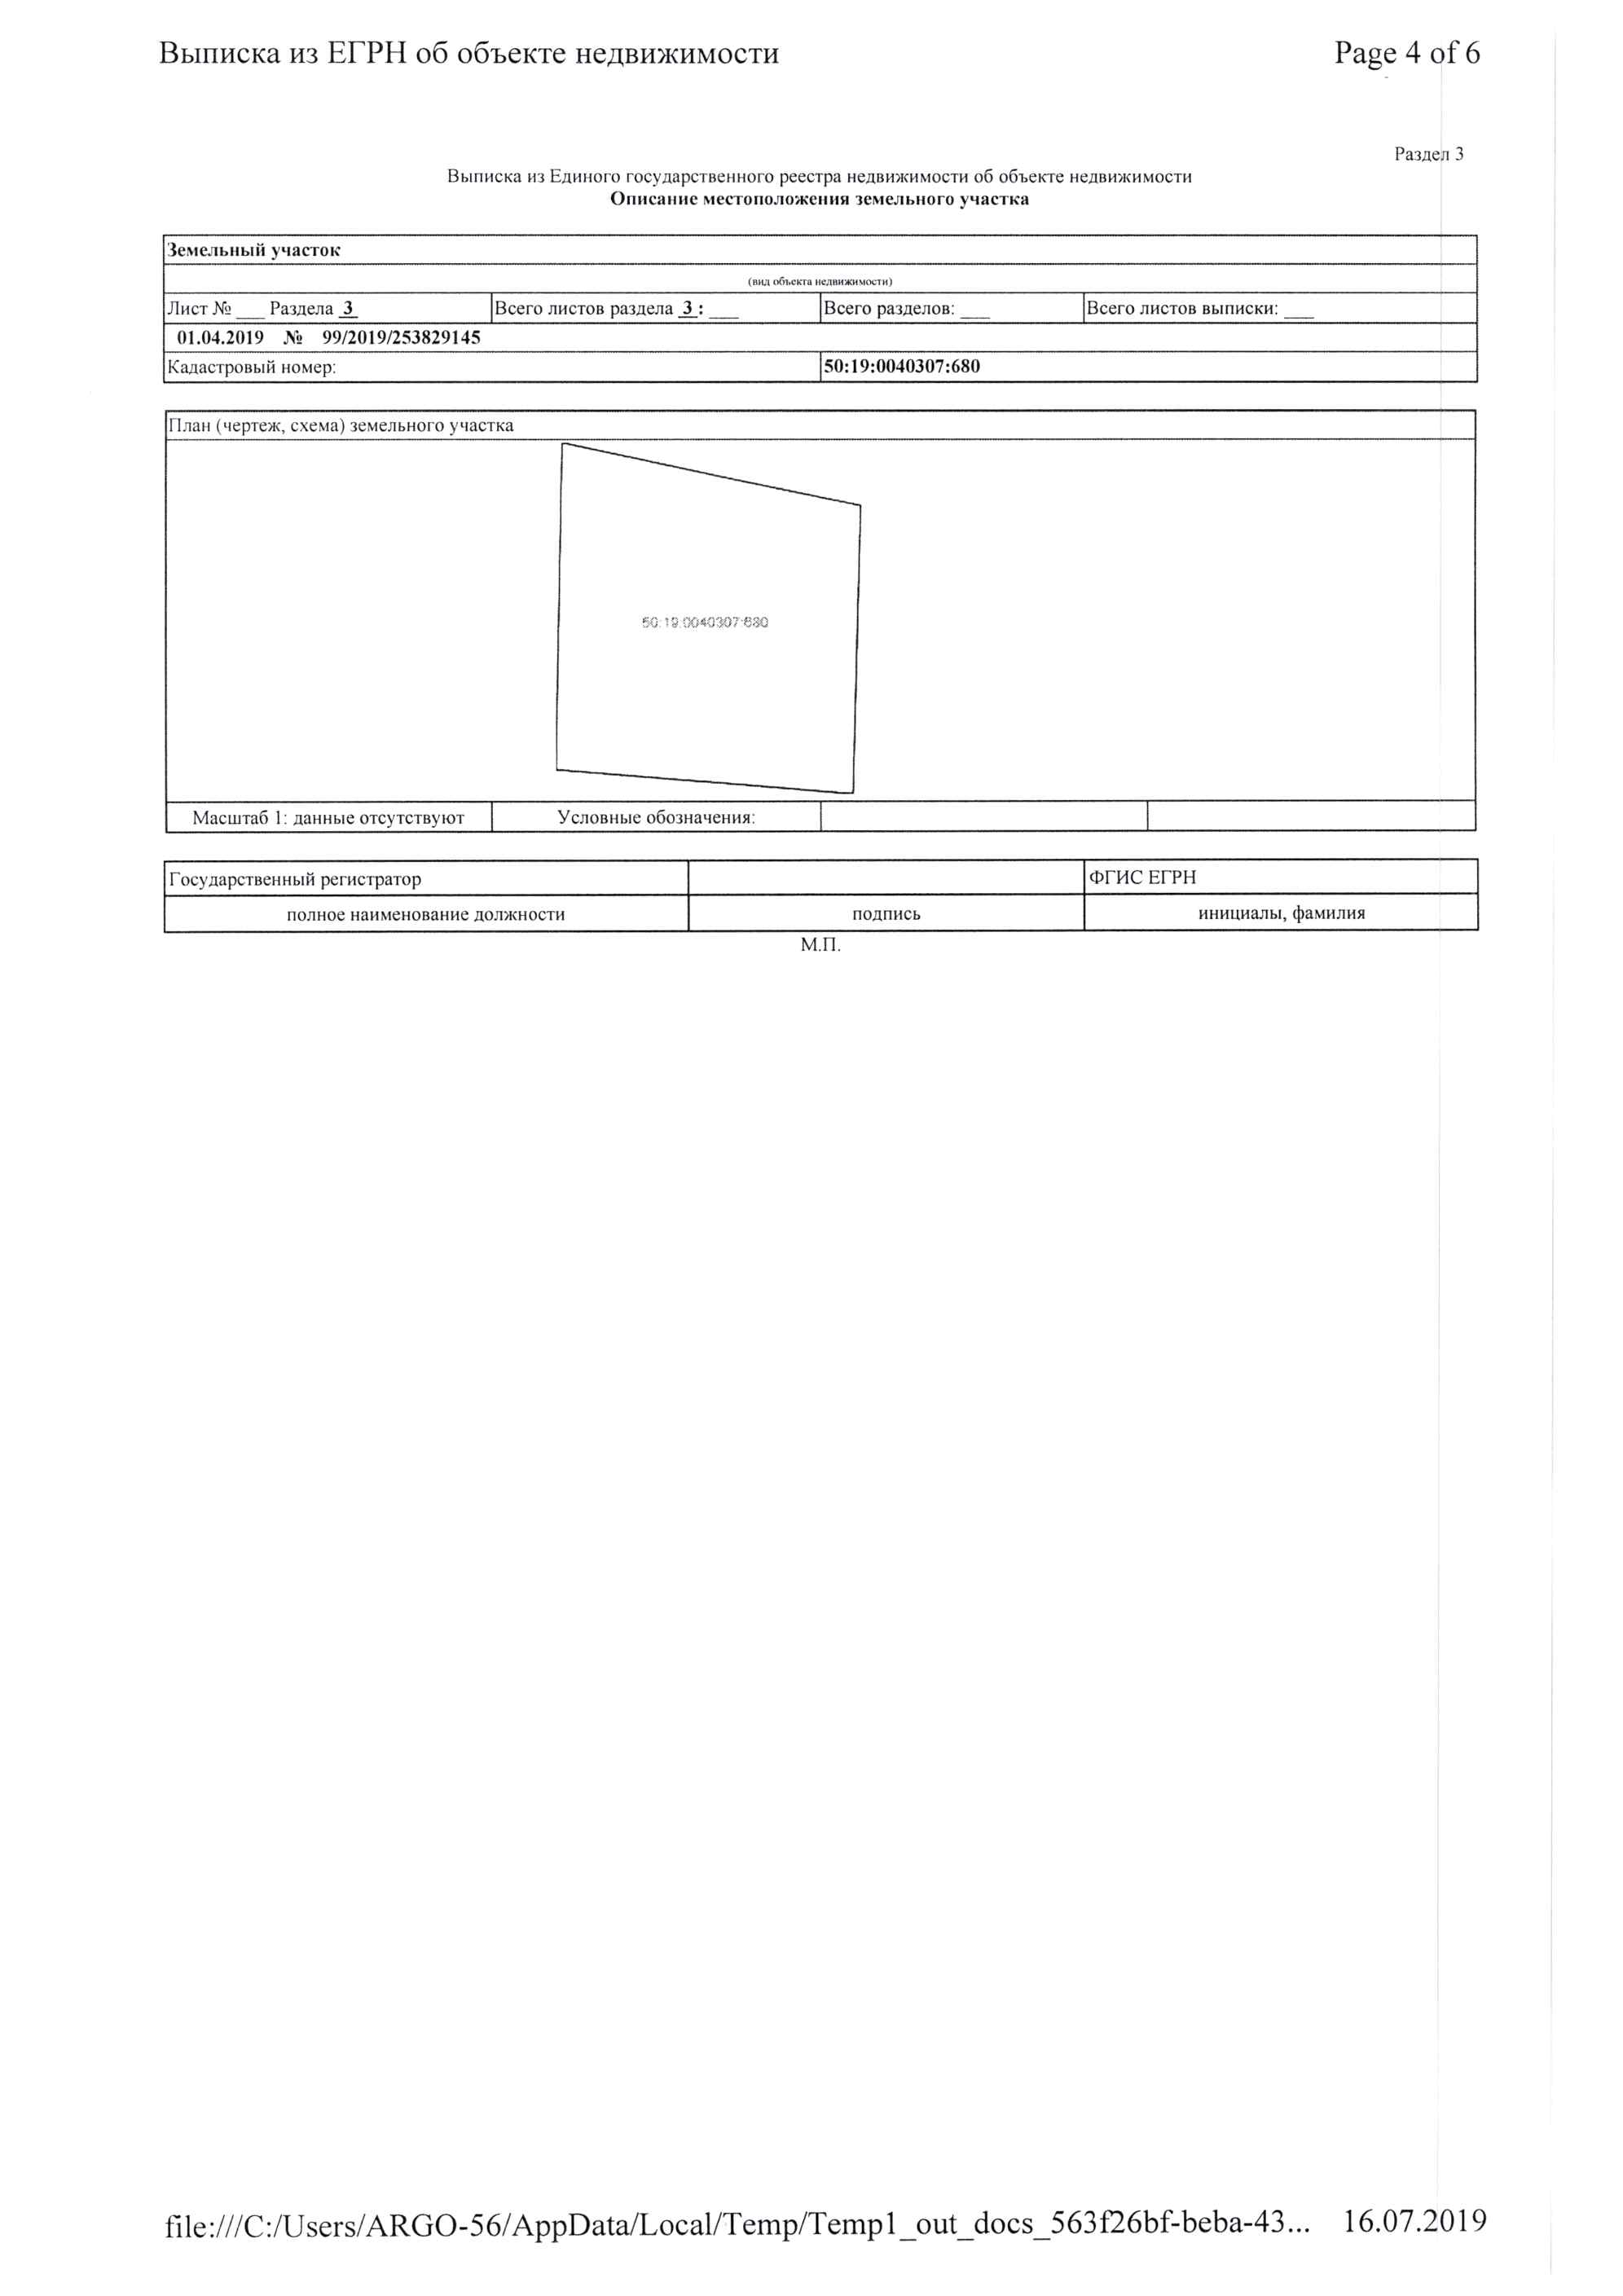 Выписка из ЕГРН об объекте недвижимости Page 4 of 6
Раздел 3
Выписка из Единого государственного реестра недвижимости об объекте недвижимости
Описание местоположения земельного участка
Земельный участок
(вид объекта недвижимости)
Лист № ___ Раздела 3 Всего листов раздела 3 : ___ Всего разделов: ___ Всего листов выписки: ___
01.04.2019 № 99/2019/253829145
Кадастровый номер: 50:19:0040307:680
План (чертеж, схема) земельного участка
50:19:0040307:680
Масштаб 1: данные отсутствуют Условные обозначения:
Государственный регистратор ФГИС ЕГРН
полное наименование должности подпись инициалы, фамилия
М.П.
file:///C:/Users/ARGO-56/AppData/Local/Temp/Temp1_out_docs_563f26bf-beba-43... 16.07.2019